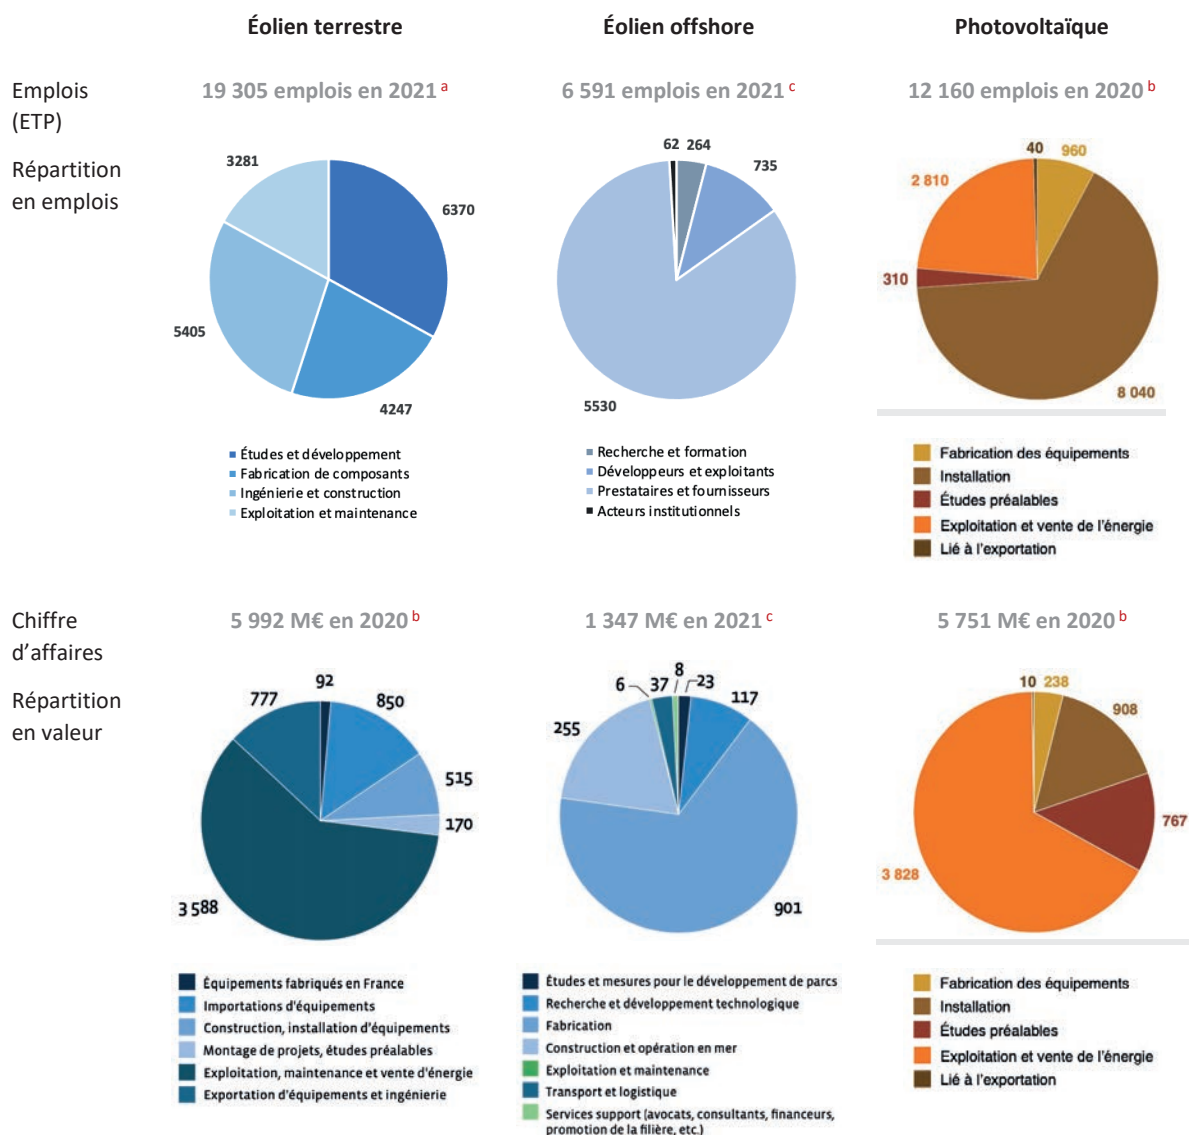 Éolien terrestre
Éolien offshore
Photovoltaïque
Emplois
(ETP)
Répartition
en emplois
19 305 emplois en 2021 a
6 591 emplois en 2021 c
12 160 emplois en 2020 b
3281
6370
5405
4247
62
264
735
5530
40
960
2 810
310
8 040
Études et développement
Fabrication de composants
Ingénierie et construction
Exploitation et maintenance
Recherche et formation
Développeurs et exploitants
Prestataires et fournisseurs
Acteurs institutionnels
Fabrication des équipements
Installation
Études préalables
Exploitation et vente de l'énergie
Lié à l'exportation
Chiffre
d'affaires
Répartition
en valeur
5 992 M€ en 2020 b
1 347 M€ en 2021 c
5 751 M€ en 2020 b
92
777
850
515
170
3 588
8
6
37
23
117
255
901
10
238
908
767
3 828
Équipements fabriqués en France
Importations d'équipements
Construction, installation d'équipements
Montage de projets, études préalables
Exploitation, maintenance et vente d'énergie
Exportation d'équipements et ingénierie
Études et mesures pour le développement de parcs
Recherche et développement technologique
Fabrication
Construction et opération en mer
Exploitation et maintenance
Transport et logistique
Services support (avocats, consultants, financeurs,
promotion de la filière, etc.)
Fabrication des équipements
Installation
Études préalables
Exploitation et vente de l'énergie
Lié à l'exportation